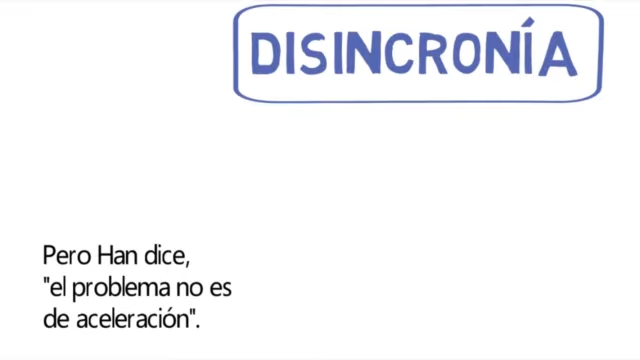 DISINCRONÍA
Pero Han dice,
"el problema no es
de aceleración".